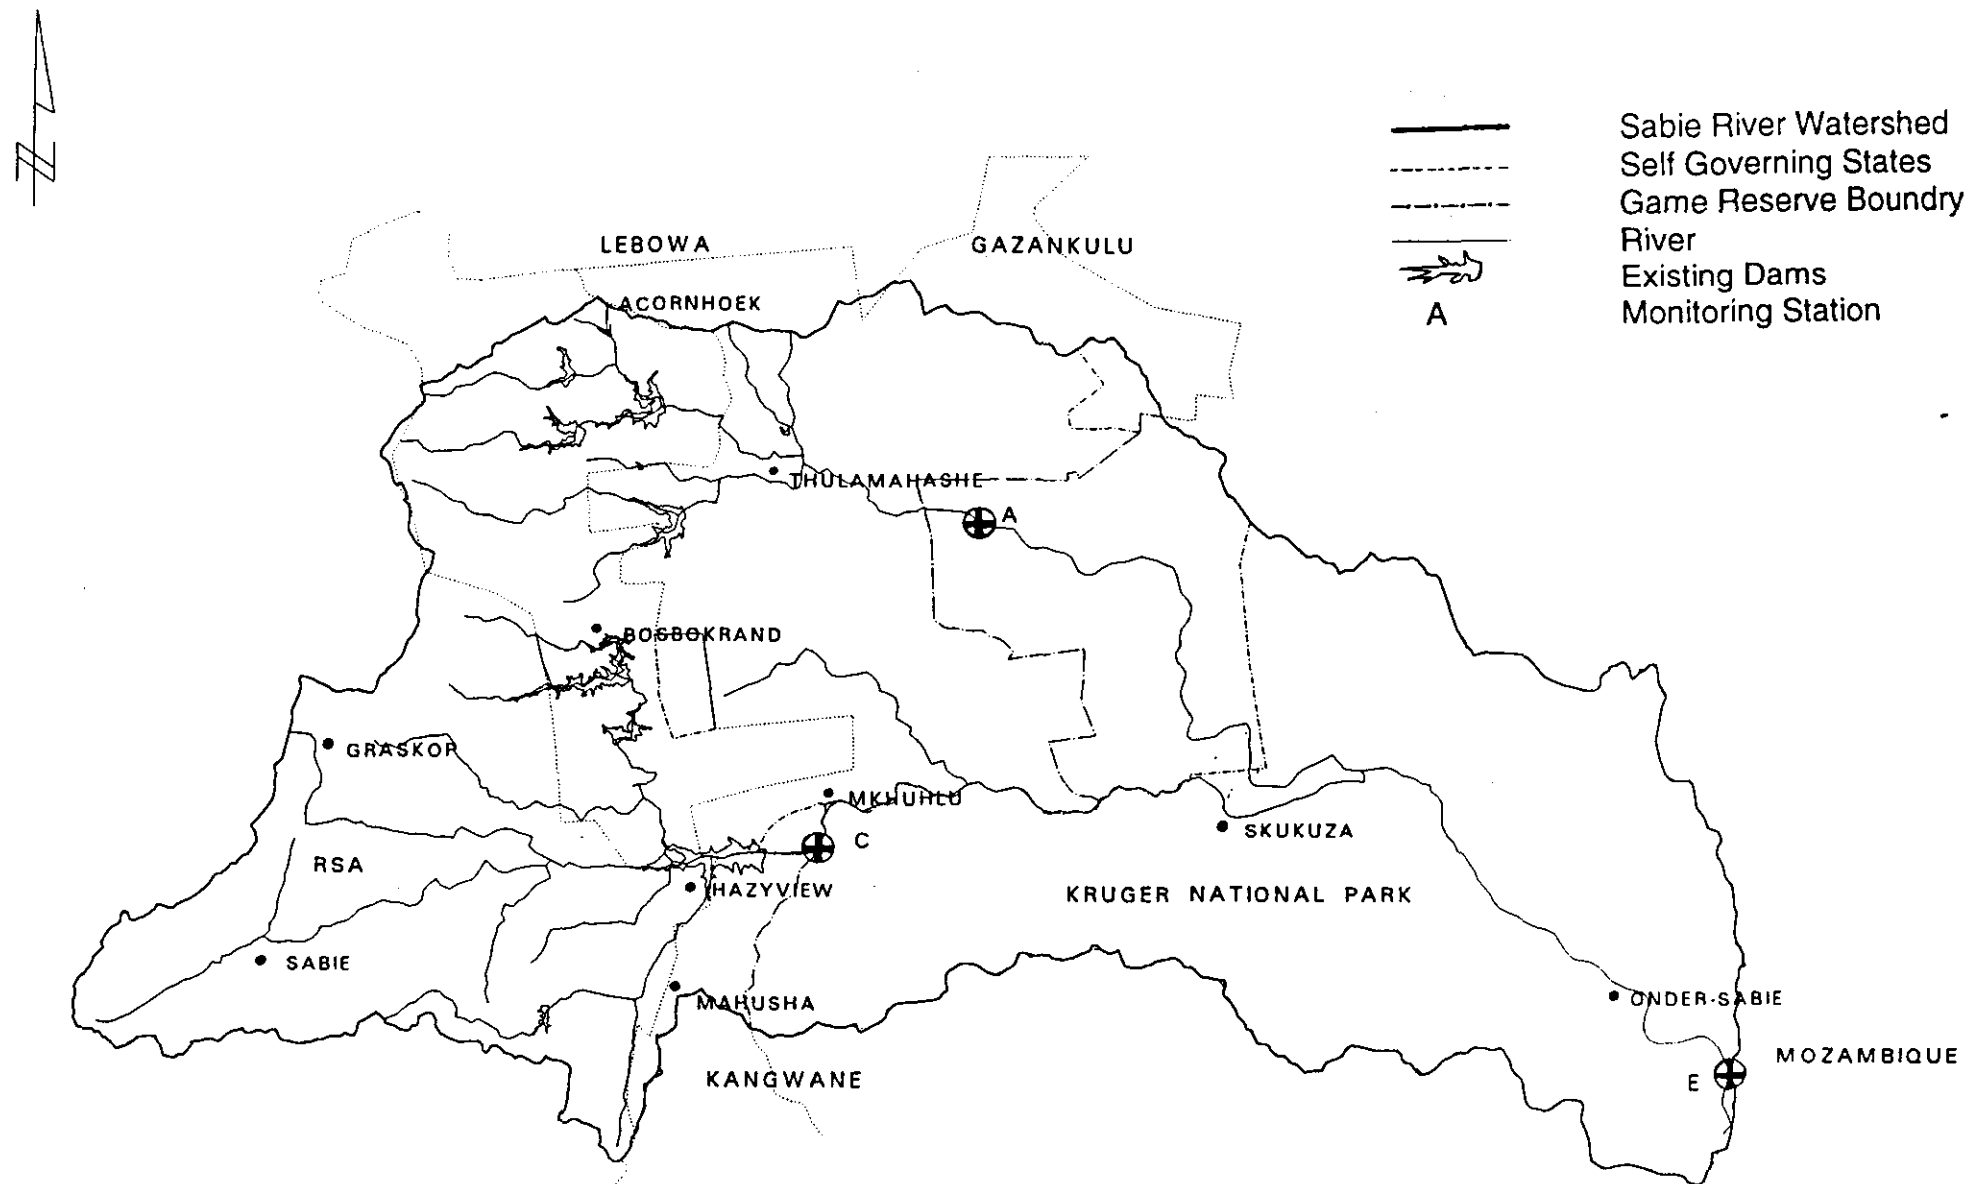 N
Sabie River Watershed
Self Governing States
Game Reserve Boundry
River
Existing Dams
A Monitoring Station
LEBOWA
GAZANKULU
ACORNHOEK
THULAMAHASHE
A
BOSBOKRAND
GRASKOP
MKHUHLU
SKUKUZA
C
RSA
HAZYVIEW
KRUGER NATIONAL PARK
SABIE
MAHUSHA
ONDER-SABIE
MOZAMBIQUE
KANGWANE
E